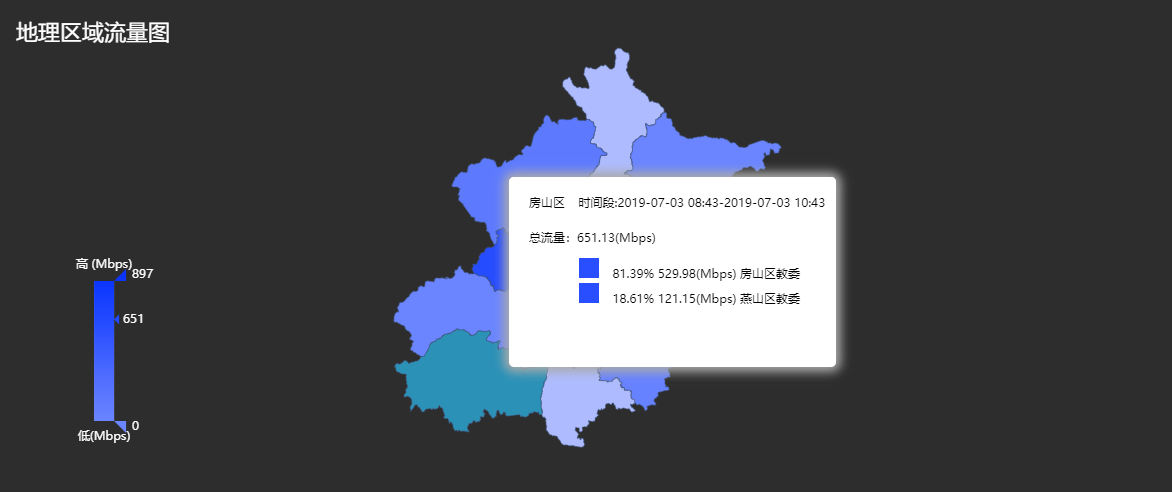 地理区域流量图
房山区 时间段:2019-07-03 08:43-2019-07-03 10:43
总流量：651.13(Mbps)
81.39% 529.98(Mbps) 房山区教委
18.61% 121.15(Mbps) 燕山区教委
高 (Mbps)
897
651
0
低(Mbps)